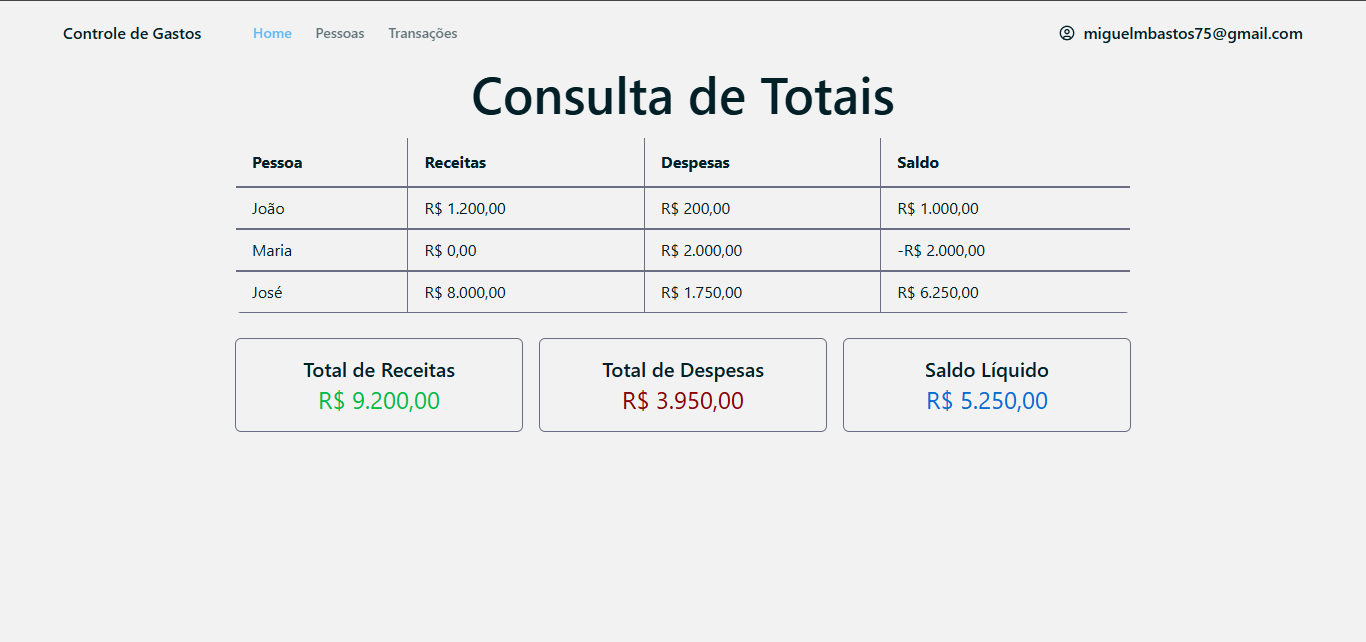 Controle de Gastos Home Pessoas Transações miguelmbastos75@gmail.com
Consulta de Totais
Pessoa Receitas Despesas Saldo
João R$ 1.200,00 R$ 200,00 R$ 1.000,00
Maria R$ 0,00 R$ 2.000,00 -R$ 2.000,00
José R$ 8.000,00 R$ 1.750,00 R$ 6.250,00
Total de Receitas Total de Despesas Saldo Líquido
R$ 9.200,00 R$ 3.950,00 R$ 5.250,00